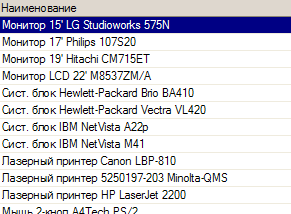 Наименование
Монитор 15' LG Studioworks 575N
Монитор 17' Philips 107S20
Монитор 19' Hitachi CM715ET
Монитор LCD 22' M8537ZM/A
Сист. блок Hewlett-Packard Brio BA410
Сист. блок Hewlett-Packard Vectra VL420
Сист. блок IBM NetVista A22p
Сист. блок IBM NetVista M41
Лазерный принтер Canon LBP-810
Лазерный принтер 5250197-203 Minolta-QMS
Лазерный принтер HP LaserJet 2200
Мышь 2-кноп A4Tech PS/2